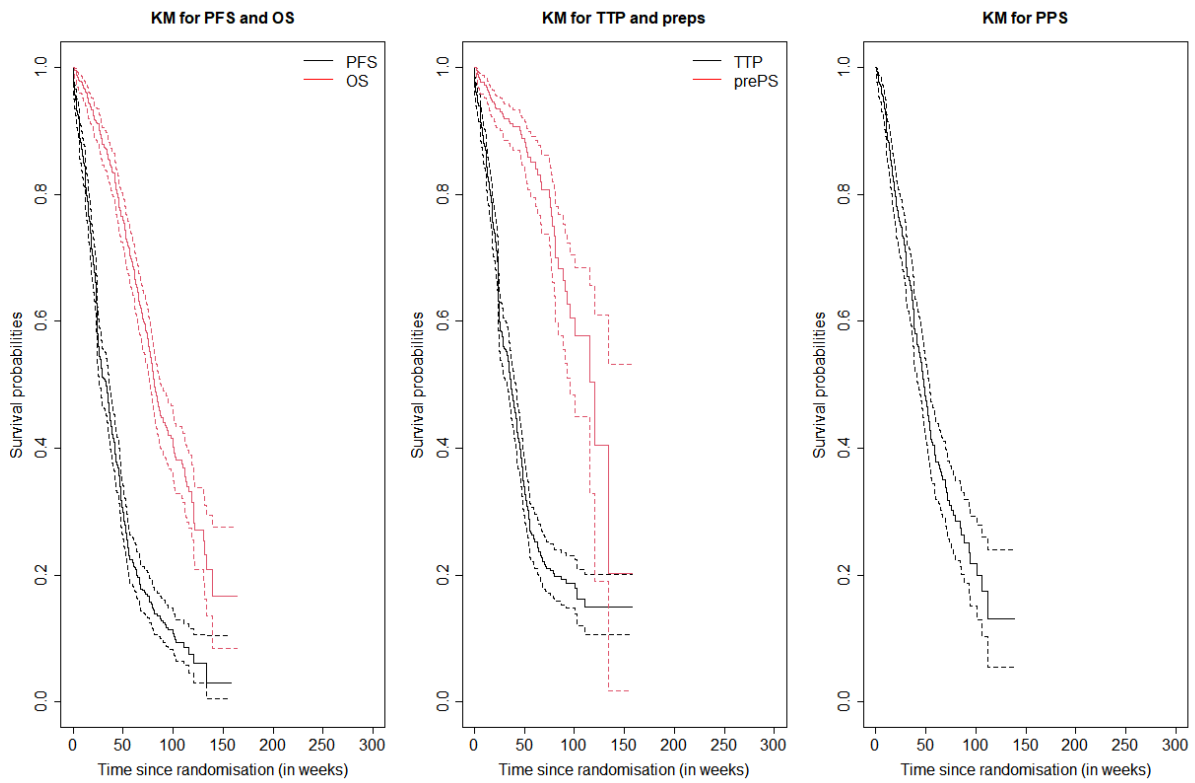 KM for PFS and OS
PFS
OS
Survival probabilities
1.0
0.8
0.6
0.4
0.2
0.0
0 50 100 150 200 250 300
Time since randomisation (in weeks)
KM for TTP and preps
TTP
prePS
Survival probabilities
1.0
0.8
0.6
0.4
0.2
0.0
0 50 100 150 200 250 300
Time since randomisation (in weeks)
KM for PPS
Survival probabilities
1.0
0.8
0.6
0.4
0.2
0.0
0 50 100 150 200 250 300
Time since randomisation (in weeks)